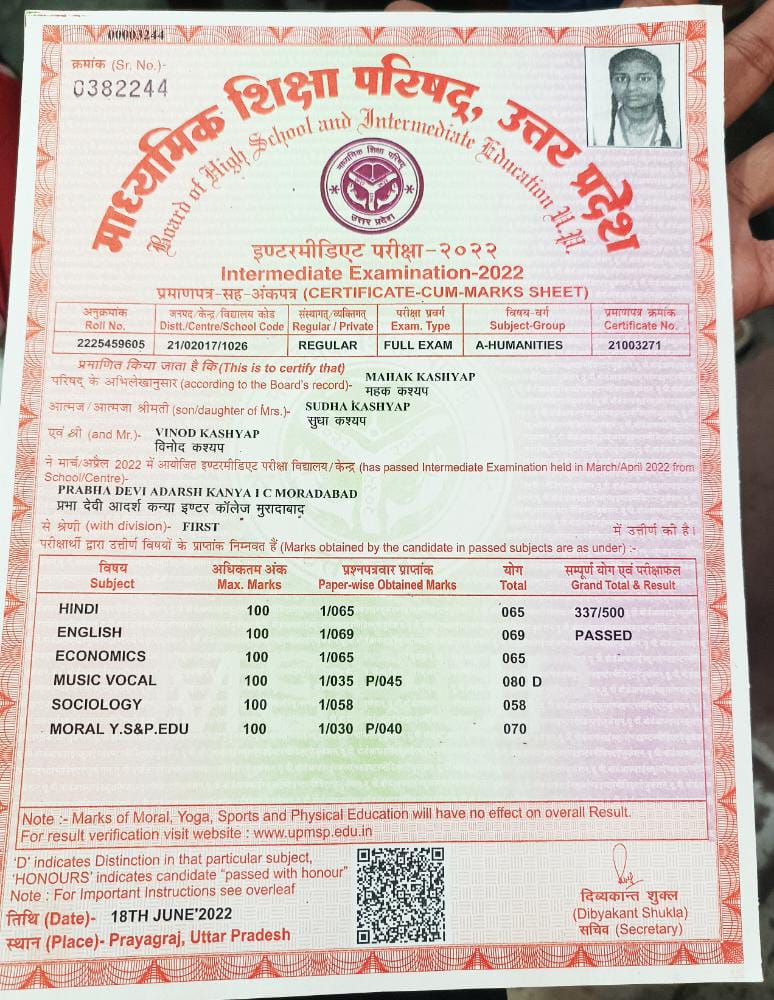 00003244
क्रमांक (Sr. No.)-
0382244
माध्यमिक शिक्षा परिषद्, उत्तर प्रदेश
Board of High School and Intermediate Education U.P.
माध्यमिक शिक्षा परिषद्
उत्तर प्रदेश
इण्टरमीडिएट परीक्षा-२०२२
Intermediate Examination-2022
प्रमाणपत्र-सह-अंकपत्र (CERTIFICATE-CUM-MARKS SHEET)
अनुक्रमांक जनपद/केन्द्र/विद्यालय कोड संस्थागत/व्यक्तिगत परीक्षा प्रवर्ग विषय-वर्ग प्रमाणपत्र क्रमांक
Roll No. Distt./Centre/School Code Regular / Private Exam. Type Subject-Group Certificate No.
2225459605 21/02017/1026 REGULAR FULL EXAM A-HUMANITIES 21003271
प्रमाणित किया जाता है कि(This is to certify that)
परिषद् के अभिलेखानुसार (according to the Board's record)- MAHAK KASHYAP
महक कश्यप
आत्मज/आत्मजा श्रीमती (son/daughter of Mrs.)- SUDHA KASHYAP
सुधा कश्यप
एवं श्री (and Mr.)- VINOD KASHYAP
विनोद कश्यप
ने मार्च/अप्रैल 2022 में आयोजित इण्टरमीडिएट परीक्षा विद्यालय/केन्द्र (has passed Intermediate Examination held in March/April 2022 from
School/Centre)-
PRABHA DEVI ADARSH KANYA I C MORADABAD
प्रभा देवी आदर्श कन्या इण्टर कॉलेज मुरादाबाद
से श्रेणी (with division)- FIRST में उत्तीर्ण की है।
परीक्षार्थी द्वारा उत्तीर्ण विषयों के प्राप्तांक निम्नवत हैं (Marks obtained by the candidate in passed subjects are as under) :-
विषय अधिकतम अंक प्रश्नपत्रवार प्राप्तांक योग सम्पूर्ण योग एवं परीक्षाफल
Subject Max. Marks Paper-wise Obtained Marks Total Grand Total & Result
HINDI 100 1/065 065 337/500
ENGLISH 100 1/069 069 PASSED
ECONOMICS 100 1/065 065
MUSIC VOCAL 100 1/035 P/045 080 D
SOCIOLOGY 100 1/058 058
MORAL Y.S&P.EDU 100 1/030 P/040 070
Note :- Marks of Moral, Yoga, Sports and Physical Education will have no effect on overall Result.
For result verification visit website : www.upmsp.edu.in
'D' indicates Distinction in that particular subject,
'HONOURS' indicates candidate "passed with honour"
Note : For Important Instructions see overleaf
तिथि (Date)- 18TH JUNE'2022
स्थान (Place)- Prayagraj, Uttar Pradesh
दिव्यकान्त शुक्ल
(Dibyakant Shukla)
सचिव (Secretary)